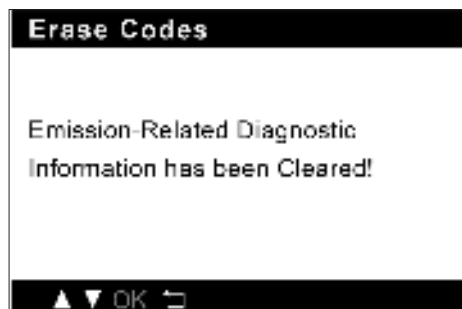 Erase Codes
Emission-Related Diagnostic
Information has been Cleared!
OK